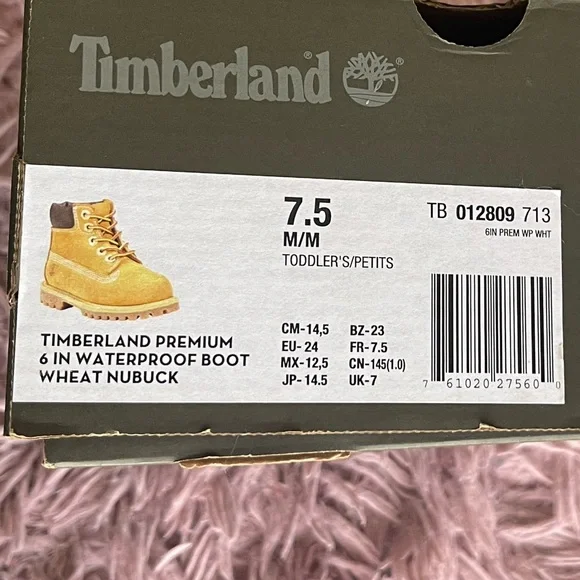 Timberland ®
7.5
M/M
TODDLER'S/PETITS
TB 012809 713
6IN PREM WP WHT
TIMBERLAND PREMIUM
6 IN WATERPROOF BOOT
WHEAT NUBUCK
CM-14,5 BZ-23
EU- 24 FR-7.5
MX-12,5 CN-145(1.0)
JP- 14.5 UK-7
7 61020 27560 0